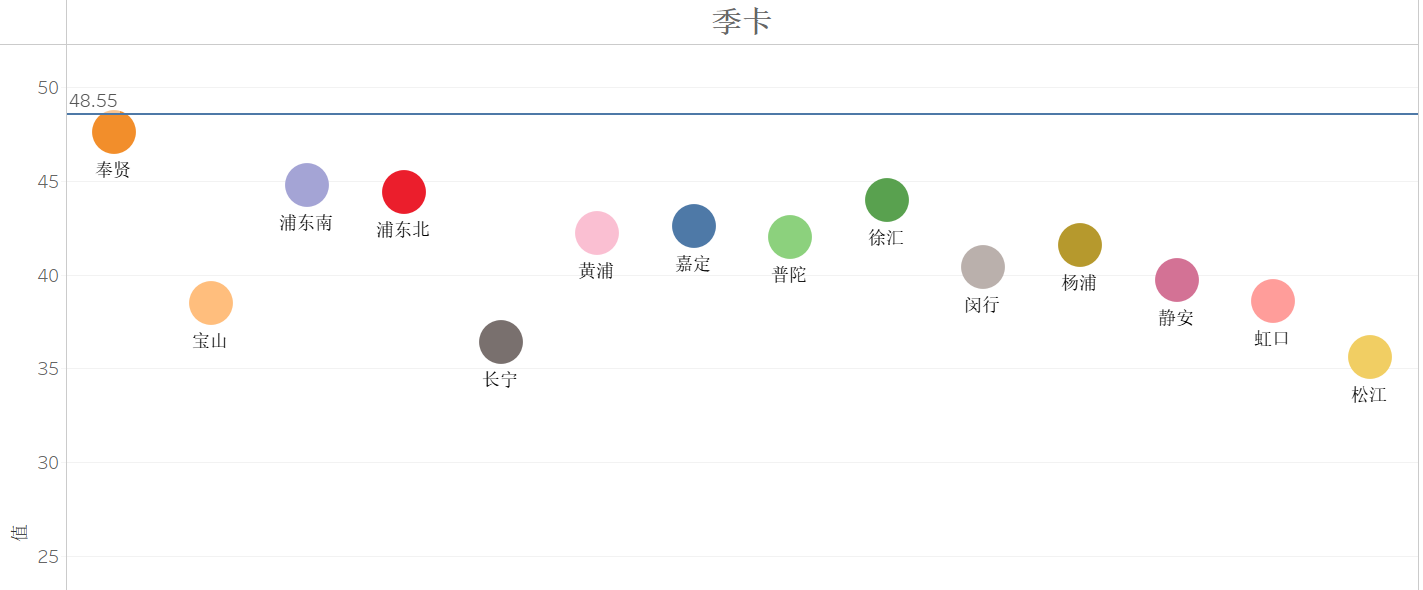 季卡
50
48.55
奉贤
45
浦东南
浦东北
徐汇
黄浦
嘉定
普陀
40
杨浦
闵行
静安
宝山
虹口
35
长宁
松江
30
值
25